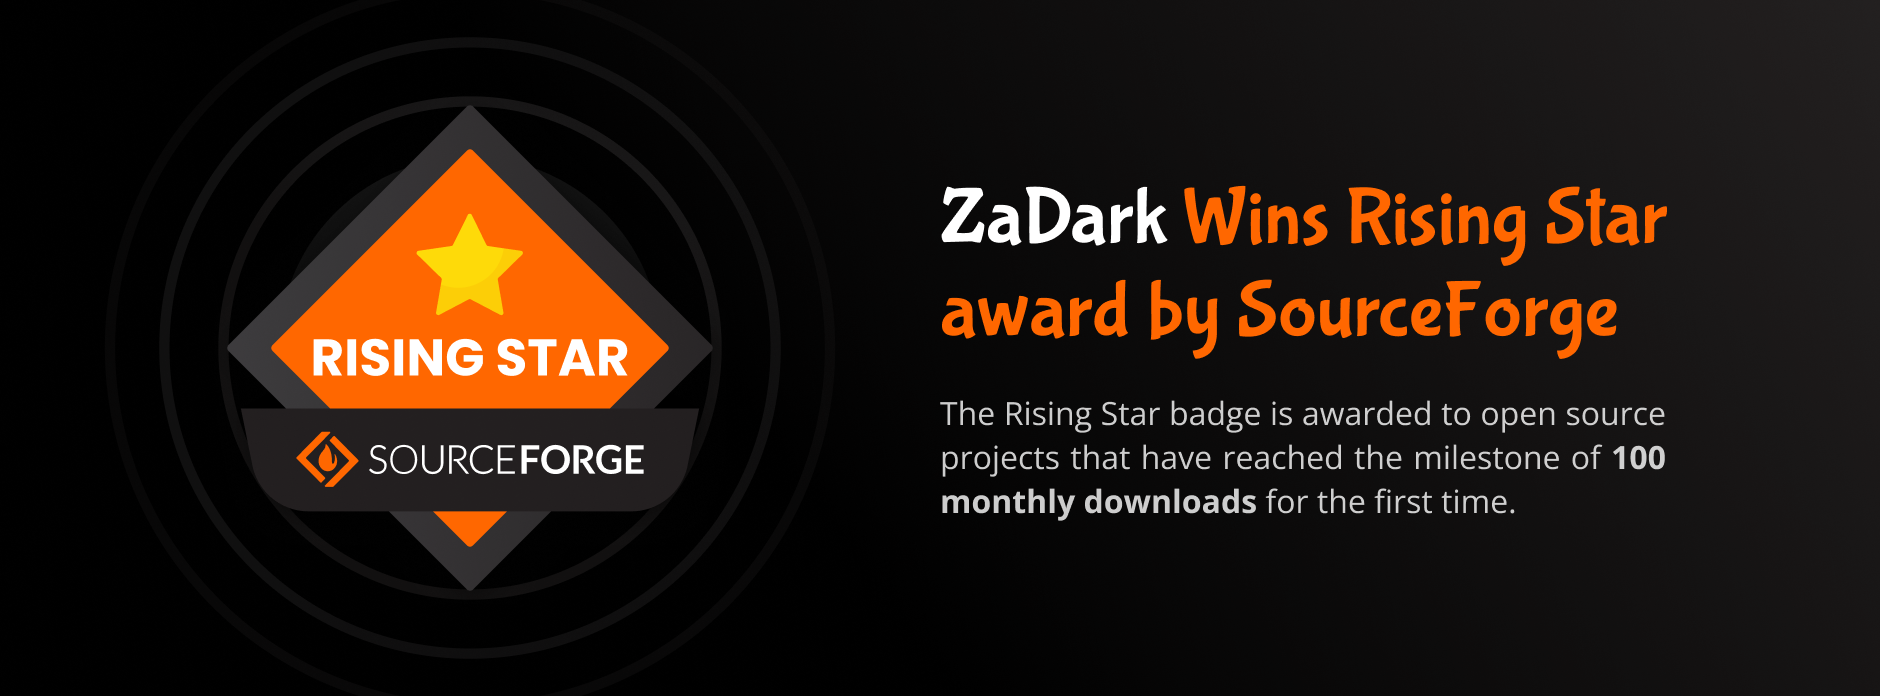 RISING STAR
SOURCEFORGE
ZaDark Wins Rising Star
award by SourceForge
The Rising Star badge is awarded to open source
projects that have reached the milestone of 100
monthly downloads for the first time.